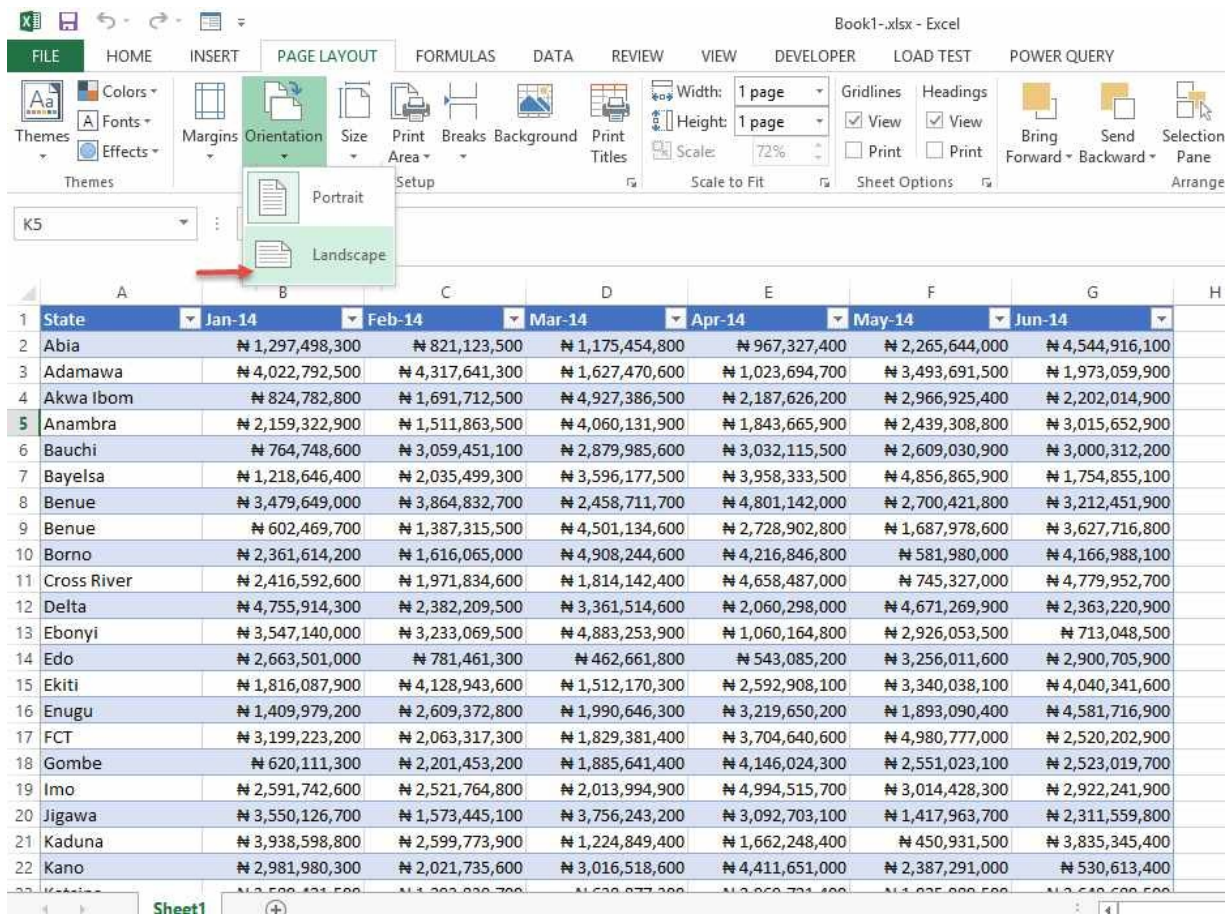 Book1-.xlsx - Excel
FILE HOME INSERT PAGE LAYOUT FORMULAS DATA REVIEW VIEW DEVELOPER LOAD TEST POWER QUERY
Aa Colors Width: 1 page Gridlines Headings
A Fonts Height: 1 page View View
Themes Effects Margins Orientation Size Print Area Breaks Background Print Titles Scale: 72% Print Print Bring Forward Send Backward Selection Pane
Themes Setup Scale to Fit Sheet Options Arrange
Portrait
K5
Landscape
A B C D E F G H
1 State Jan-14 Feb-14 Mar-14 Apr-14 May-14 Jun-14
2 Abia ₦ 1,297,498,300 ₦ 821,123,500 ₦ 1,175,454,800 ₦ 967,327,400 ₦ 2,265,644,000 ₦ 4,544,916,100
3 Adamawa ₦ 4,022,792,500 ₦ 4,317,641,300 ₦ 1,627,470,600 ₦ 1,023,694,700 ₦ 3,493,691,500 ₦ 1,973,059,900
4 Akwa Ibom ₦ 824,782,800 ₦ 1,691,712,500 ₦ 4,927,386,500 ₦ 2,187,626,200 ₦ 2,966,925,400 ₦ 2,202,014,900
5 Anambra ₦ 2,159,322,900 ₦ 1,511,863,500 ₦ 4,060,131,900 ₦ 1,843,665,900 ₦ 2,439,308,800 ₦ 3,015,652,900
6 Bauchi ₦ 764,748,600 ₦ 3,059,451,100 ₦ 2,879,985,600 ₦ 3,032,115,500 ₦ 2,609,030,900 ₦ 3,000,312,200
7 Bayelsa ₦ 1,218,646,400 ₦ 2,035,499,300 ₦ 3,596,177,500 ₦ 3,958,333,500 ₦ 4,856,865,900 ₦ 1,754,855,100
8 Benue ₦ 3,479,649,000 ₦ 3,864,832,700 ₦ 2,458,711,700 ₦ 4,801,142,000 ₦ 2,700,421,800 ₦ 3,212,451,900
9 Benue ₦ 602,469,700 ₦ 1,387,315,500 ₦ 4,501,134,600 ₦ 2,728,902,800 ₦ 1,687,978,600 ₦ 3,627,716,800
10 Borno ₦ 2,361,614,200 ₦ 1,616,065,000 ₦ 4,908,244,600 ₦ 4,216,846,800 ₦ 581,980,000 ₦ 4,166,988,100
11 Cross River ₦ 2,416,592,600 ₦ 1,971,834,600 ₦ 1,814,142,400 ₦ 4,658,487,000 ₦ 745,327,000 ₦ 4,779,952,700
12 Delta ₦ 4,755,914,300 ₦ 2,382,209,500 ₦ 3,361,514,600 ₦ 2,060,298,000 ₦ 4,671,269,900 ₦ 2,363,220,900
13 Ebonyi ₦ 3,547,140,000 ₦ 3,233,069,500 ₦ 4,883,253,900 ₦ 1,060,164,800 ₦ 2,926,053,500 ₦ 713,048,500
14 Edo ₦ 2,663,501,000 ₦ 781,461,300 ₦ 462,661,800 ₦ 543,085,200 ₦ 3,256,011,600 ₦ 2,900,705,900
15 Ekiti ₦ 1,816,087,900 ₦ 4,128,943,600 ₦ 1,512,170,300 ₦ 2,592,908,100 ₦ 3,340,038,100 ₦ 4,040,341,600
16 Enugu ₦ 1,409,979,200 ₦ 2,609,372,800 ₦ 1,990,646,300 ₦ 3,219,650,200 ₦ 1,893,090,400 ₦ 4,581,716,900
17 FCT ₦ 3,199,223,200 ₦ 2,063,317,300 ₦ 1,829,381,400 ₦ 3,704,640,600 ₦ 4,980,777,000 ₦ 2,520,202,900
18 Gombe ₦ 620,111,300 ₦ 2,201,453,200 ₦ 1,885,641,400 ₦ 4,146,024,300 ₦ 2,551,023,100 ₦ 2,523,019,700
19 Imo ₦ 2,591,742,600 ₦ 2,521,764,800 ₦ 2,013,994,900 ₦ 4,994,515,700 ₦ 3,014,428,300 ₦ 2,922,241,900
20 Jigawa ₦ 3,550,126,700 ₦ 1,573,445,100 ₦ 3,756,243,200 ₦ 3,092,703,100 ₦ 1,417,963,700 ₦ 2,311,559,800
21 Kaduna ₦ 3,938,598,800 ₦ 2,599,773,900 ₦ 1,224,849,400 ₦ 1,662,248,400 ₦ 450,931,500 ₦ 3,835,345,400
22 Kano ₦ 2,981,980,300 ₦ 2,021,735,600 ₦ 3,016,518,600 ₦ 4,411,651,000 ₦ 2,387,291,000 ₦ 530,613,400
Sheet1